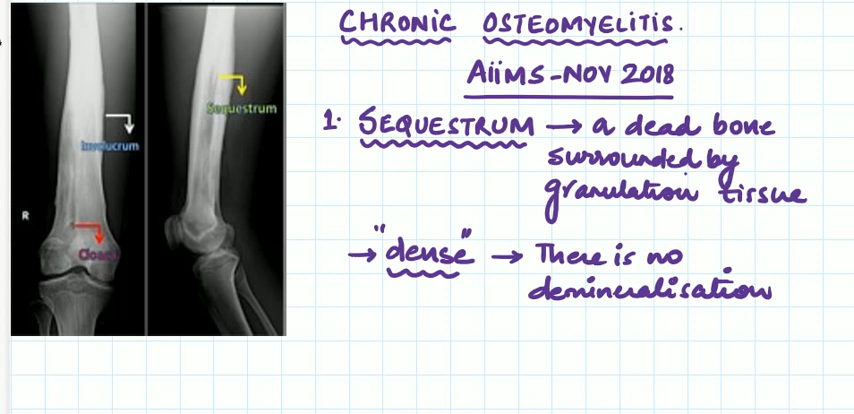 CHRONIC OSTEOMYELITIS.
AIIMS-NOV 2018
1. SEQUESTRUM → a dead bone
surrounded by
granulation tissue
→ "dense" → There is no
demineralisation
Involucrum
Sequestrum
R
Cloaca